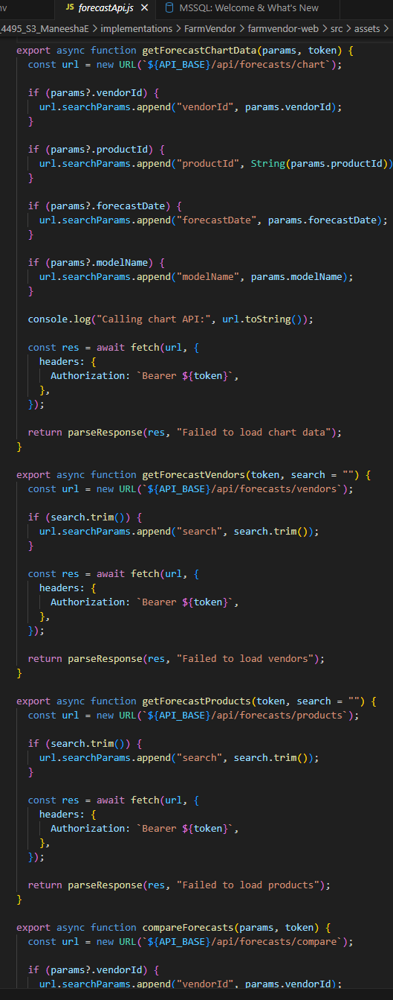 nv
JS forecastApi.js ×
MSSQL: Welcome & What's New
_4495_S3_ManeeshaE > implementations > FarmVendor > farmvendor-web > src > assets >
export async function getForecastChartData(params, token) {
  const url = new URL(`${API_BASE}/api/forecasts/chart`);

  if (params?.vendorId) {
    url.searchParams.append("vendorId", params.vendorId);
  }

  if (params?.productId) {
    url.searchParams.append("productId", String(params.productId))
  }

  if (params?.forecastDate) {
    url.searchParams.append("forecastDate", params.forecastDate);
  }

  if (params?.modelName) {
    url.searchParams.append("modelName", params.modelName);
  }

  console.log("Calling chart API:", url.toString());

  const res = await fetch(url, {
    headers: {
      Authorization: `Bearer ${token}`,
    },
  });

  return parseResponse(res, "Failed to load chart data");
}

export async function getForecastVendors(token, search = "") {
  const url = new URL(`${API_BASE}/api/forecasts/vendors`);

  if (search.trim()) {
    url.searchParams.append("search", search.trim());
  }

  const res = await fetch(url, {
    headers: {
      Authorization: `Bearer ${token}`,
    },
  });

  return parseResponse(res, "Failed to load vendors");
}

export async function getForecastProducts(token, search = "") {
  const url = new URL(`${API_BASE}/api/forecasts/products`);

  if (search.trim()) {
    url.searchParams.append("search", search.trim());
  }

  const res = await fetch(url, {
    headers: {
      Authorization: `Bearer ${token}`,
    },
  });

  return parseResponse(res, "Failed to load products");
}

export async function compareForecasts(params, token) {
  const url = new URL(`${API_BASE}/api/forecasts/compare`);

  if (params?.vendorId) {
    url.searchParams.append("vendorId", params.vendorId);